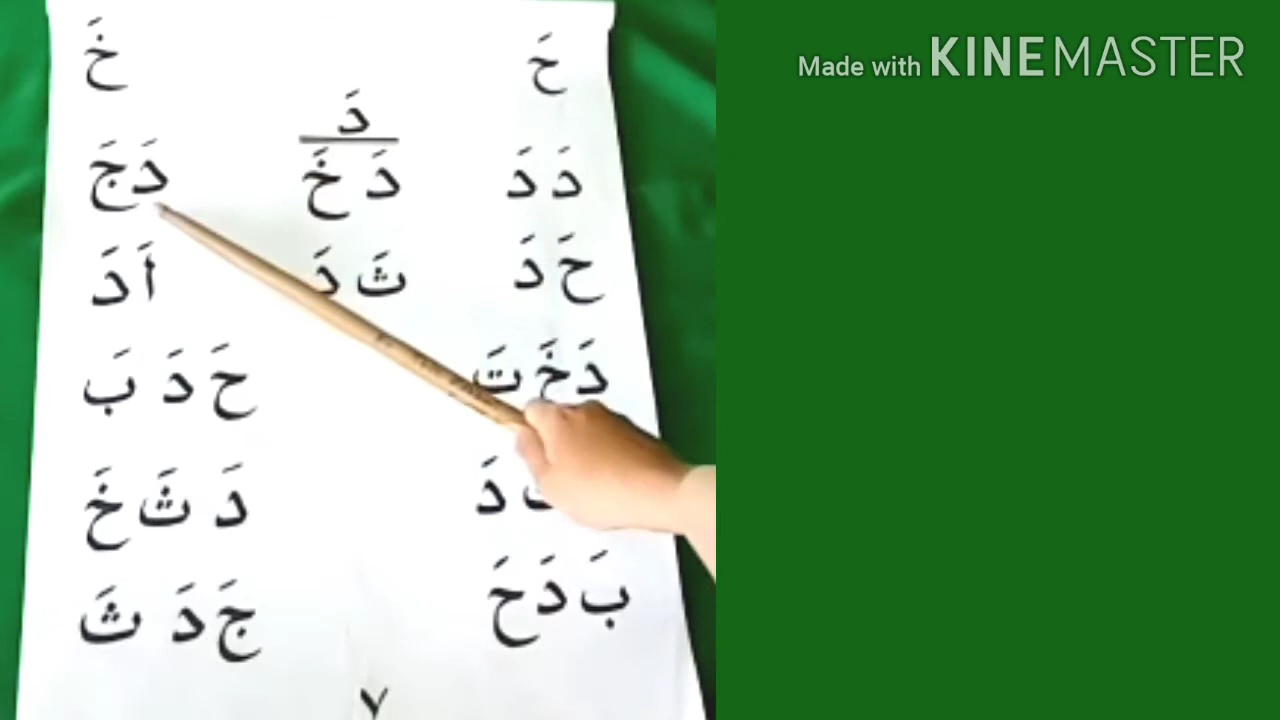 حَ خَ
دَ
دَ دَ دَ خَ دَ جَ
حَ دَ ثَ دَ اَ دَ
دَ خَ تَ حَ دَ بَ
دَ دَ ثَ خَ
بَ دَ حَ جَ دَ ثَ
٧
Made with KINEMASTER